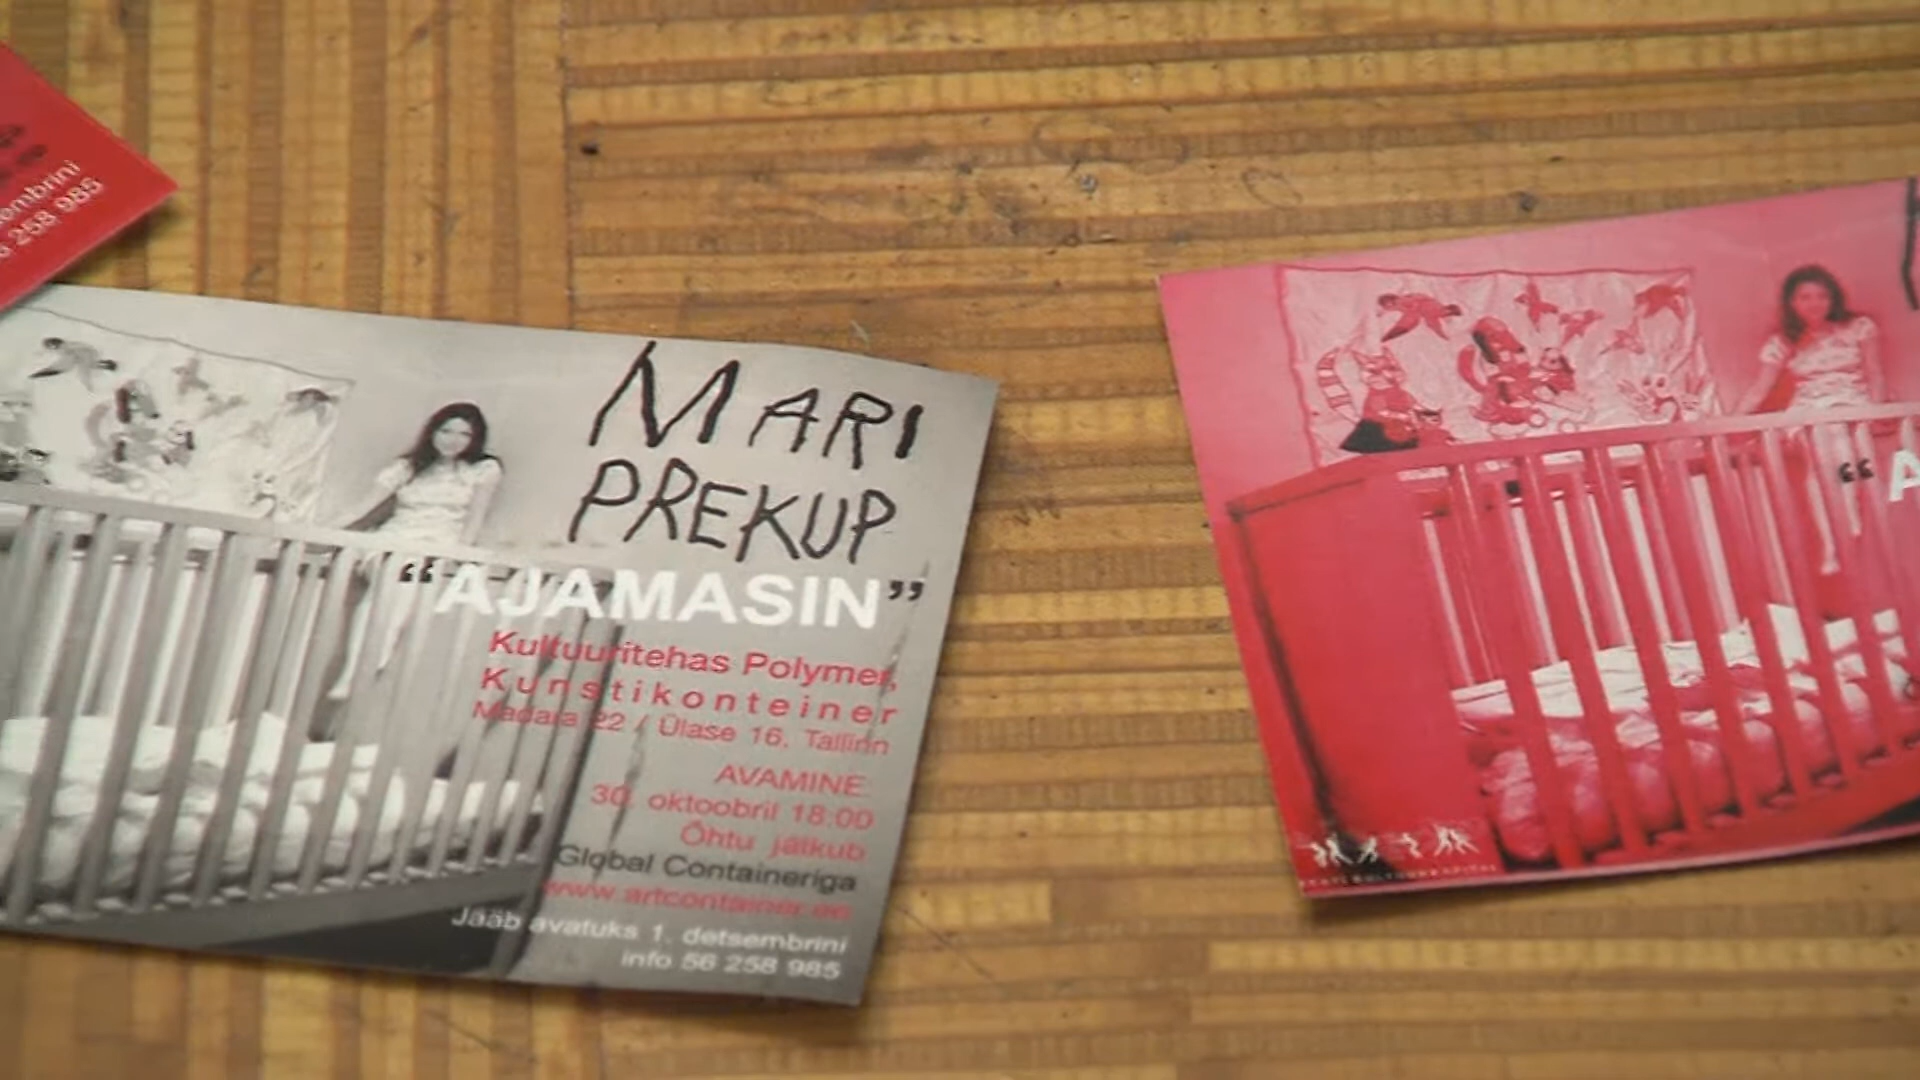 embrini
258 985
MARI
PREKUP
“AJAMASIN”
Kultuuritehas Polymer,
Kunstikonteiner
Madara 22 / Ülase 16, Tallinn
AVAMINE:
30. oktoobril 18:00
Õhtu jätkub
Global Containeriga
www.artcontainer.ee
Jääb avatuks 1. detsembrini
info 56 258 985
“A